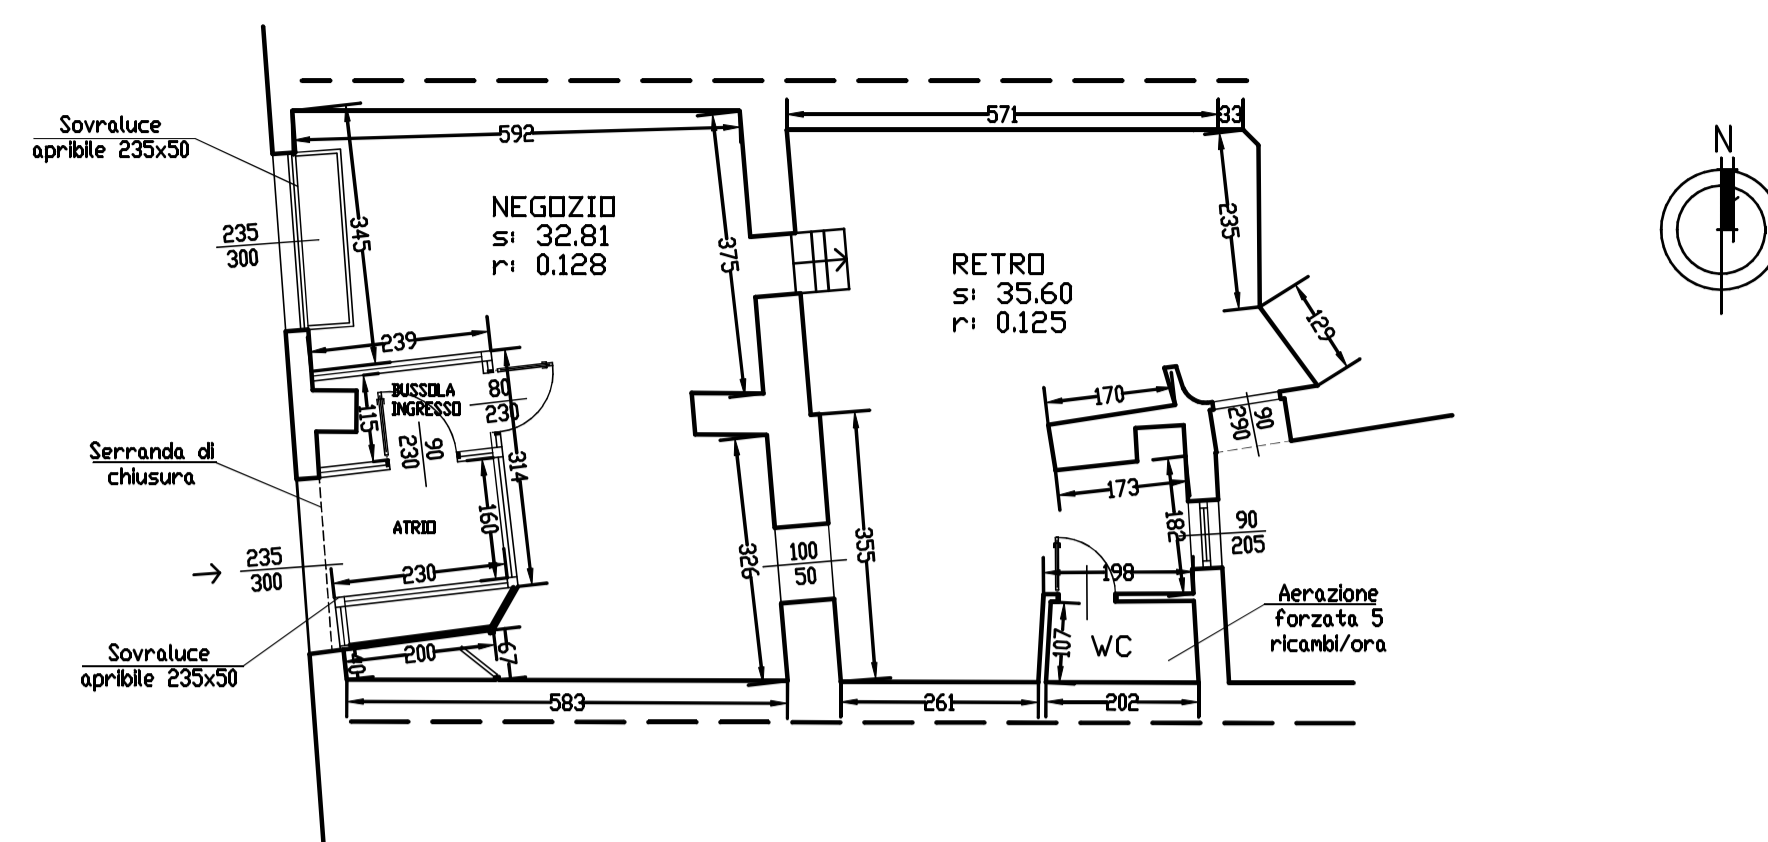 N
571
33
592
Sovraluce
apribile 235x50
NEGOZIO
s: 32.81
r: 0.128
235
300
345
375
235
RETRO
s: 35.60
r: 0.125
129
239
BUSSOLA
INGRESSO
80
230
115
90
230
170
90
290
Serranda di
chiusura
314
173
160
182
ATRIO
326
100
50
355
90
205
235
300
230
198
Aerazione
forzata 5
ricambi/ora
107
WC
Sovraluce
apribile 235x50
40
200
67
583
261
202